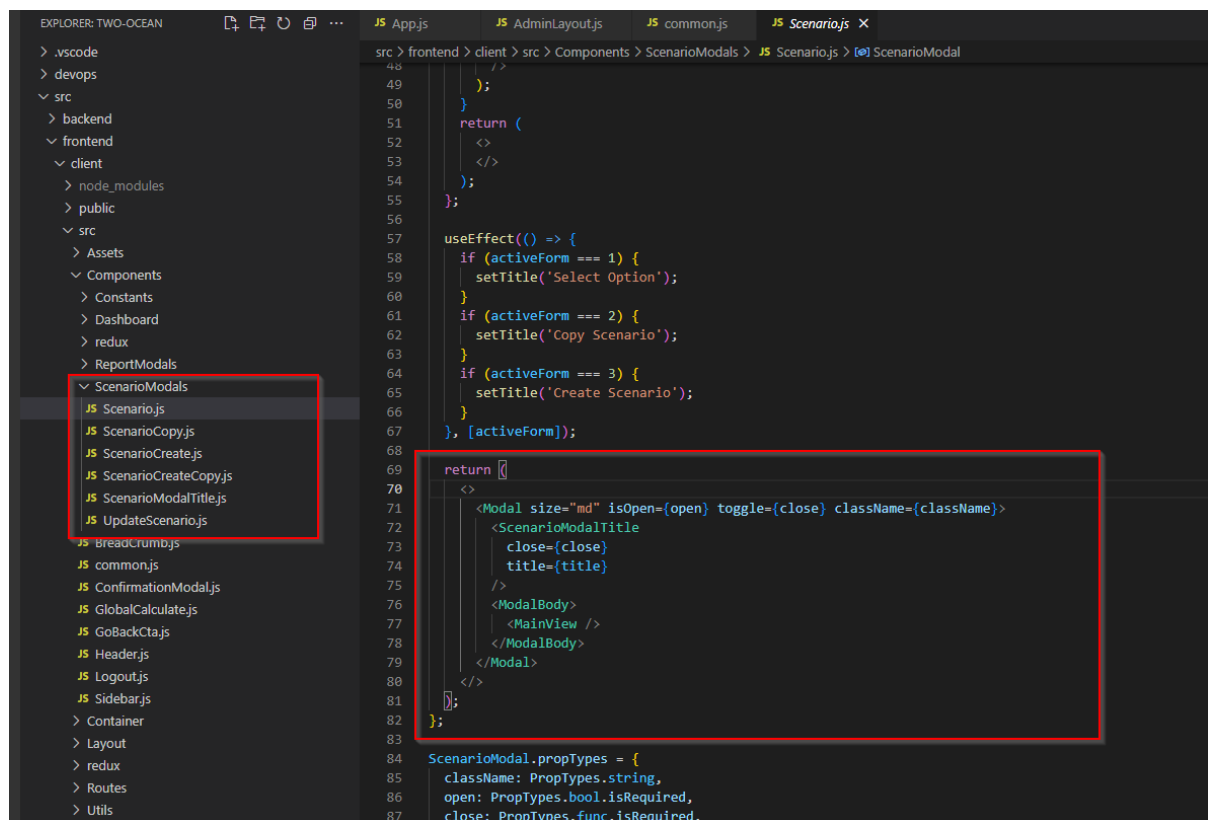 EXPLORER: TWO-OCEAN
.vscode
devops
src
backend
frontend
client
node_modules
public
src
Assets
Components
Constants
Dashboard
redux
ReportModals
ScenarioModals
JS Scenario.js
JS ScenarioCopy.js
JS ScenarioCreate.js
JS ScenarioCreateCopy.js
JS ScenarioModalTitle.js
JS UpdateScenario.js
JS BreadCrumb.js
JS common.js
JS ConfirmationModal.js
JS GlobalCalculate.js
JS GoBackCta.js
JS Header.js
JS Logout.js
JS Sidebar.js
Container
Layout
redux
Routes
Utils
JS App.js JS AdminLayout.js JS common.js JS Scenario.js
src > frontend > client > src > Components > ScenarioModals > JS Scenario.js > ScenarioModal
48 />
49 );
50 }
51 return (
52 <>
53 </>
54 );
55 };
56
57 useEffect(() => {
58 if (activeForm === 1) {
59 setTitle('Select Option');
60 }
61 if (activeForm === 2) {
62 setTitle('Copy Scenario');
63 }
64 if (activeForm === 3) {
65 setTitle('Create Scenario');
66 }
67 }, [activeForm]);
68
69 return (
70 <>
71 <Modal size="md" isOpen={open} toggle={close} className={className}>
72 <ScenarioModalTitle
73 close={close}
74 title={title}
75 />
76 <ModalBody>
77 <MainView />
78 </ModalBody>
79 </Modal>
80 </>
81 );
82 };
83
84 ScenarioModal.propTypes = {
85 className: PropTypes.string,
86 open: PropTypes.bool.isRequired,
87 close: PropTypes.func.isRequired,